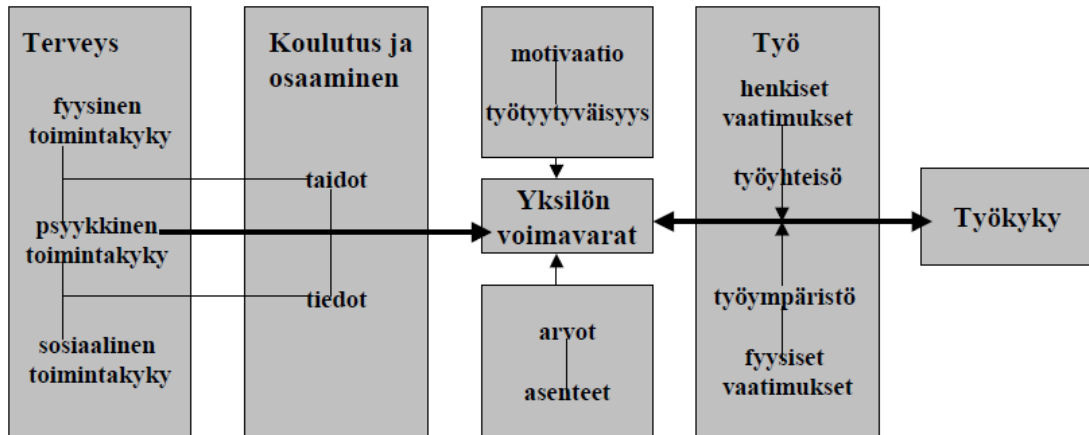 Terveys
fyysinen
toimintakyky
psyykkinen
toimintakyky
sosiaalinen
toimintakyky
Koulutus ja
osaaminen
taidot
tiedot
motivaatio
työtyytyväisyys
Yksilön
voimavarat
arvot
asenteet
Työ
henkiset
vaatimukset
työyhteisö
työympäristö
fyysiset
vaatimukset
Työkyky